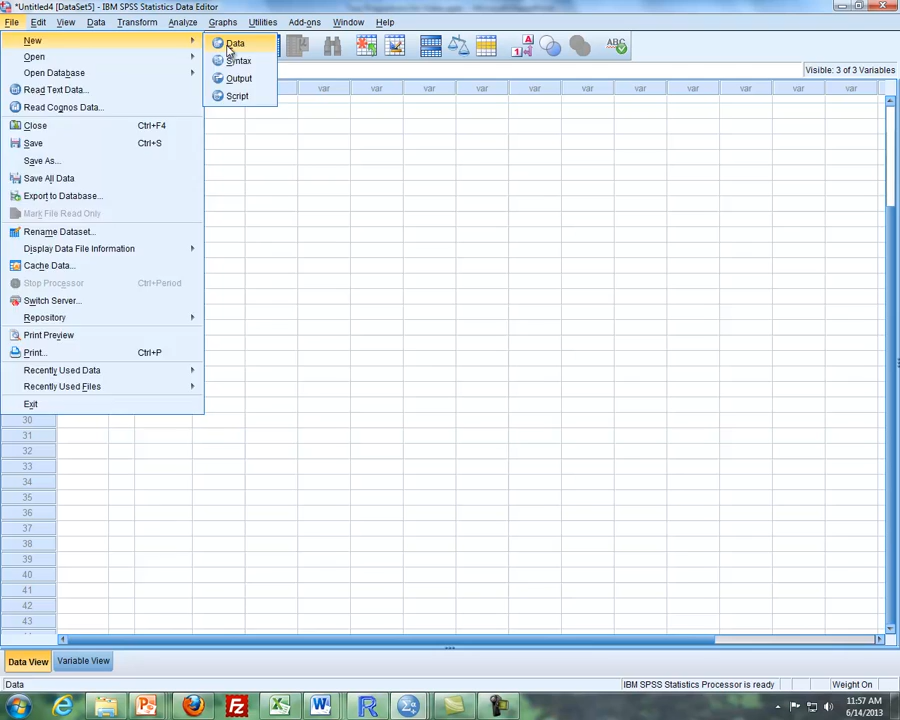 *Untitled4 [DataSet5] - IBM SPSS Statistics Data Editor
File Edit View Data Transform Analyze Graphs Utilities Add-ons Window Help
Visible: 3 of 3 Variables
New
Open
Open Database
Read Text Data...
Read Cognos Data...
Close Ctrl+F4
Save Ctrl+S
Save As...
Save All Data
Export to Database...
Mark File Read Only
Rename Dataset...
Display Data File Information
Cache Data...
Stop Processor Ctrl+Period
Switch Server...
Repository
Print Preview
Print... Ctrl+P
Recently Used Data
Recently Used Files
Exit
Data
Syntax
Output
Script
var var var var var var var var var var var
30
31
32
33
34
35
36
37
38
39
40
41
42
43
Data View Variable View
Data IBM SPSS Statistics Processor is ready Weight On
11:57 AM
6/14/2013